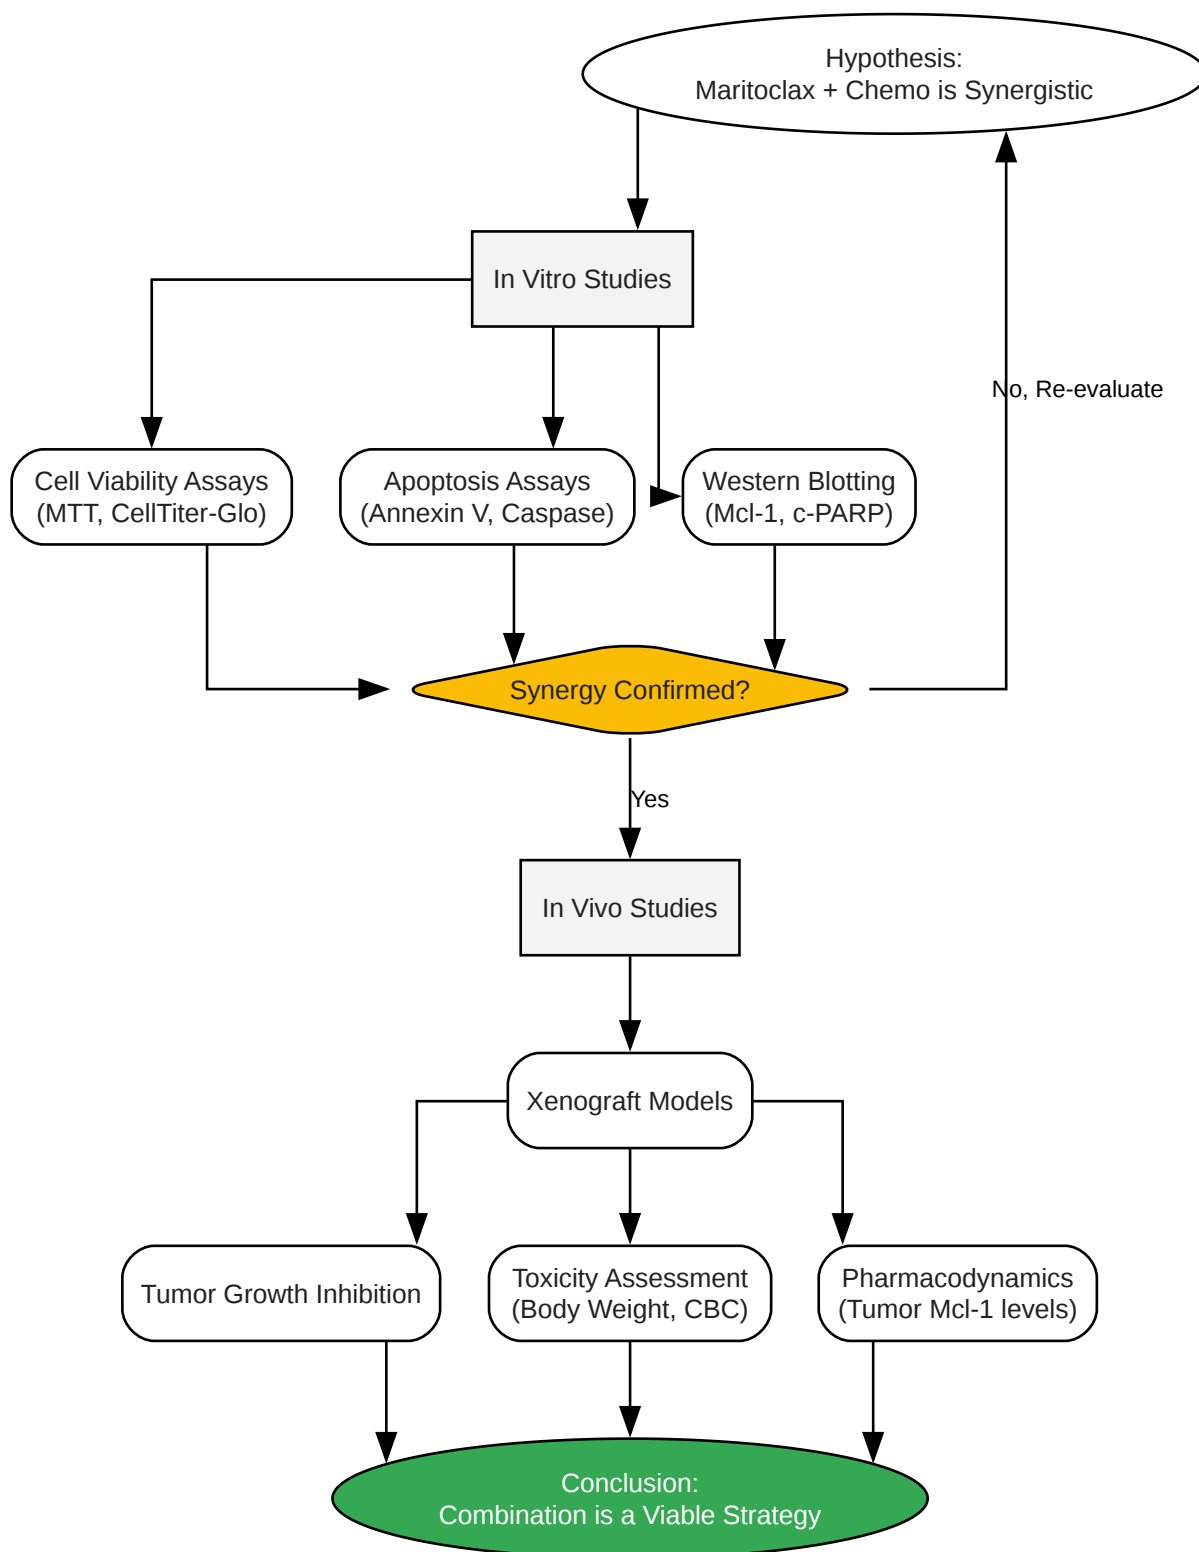 Hypothesis:
Maritoclax + Chemo is Synergistic
In Vitro Studies
No, Re-evaluate
Cell Viability Assays
(MTT, CellTiter-Glo)
Apoptosis Assays
(Annexin V, Caspase)
Western Blotting
(Mcl-1, c-PARP)
Synergy Confirmed?
Yes
In Vivo Studies
Xenograft Models
Tumor Growth Inhibition
Toxicity Assessment
(Body Weight, CBC)
Pharmacodynamics
(Tumor Mcl-1 levels)
Conclusion:
Combination is a Viable Strategy